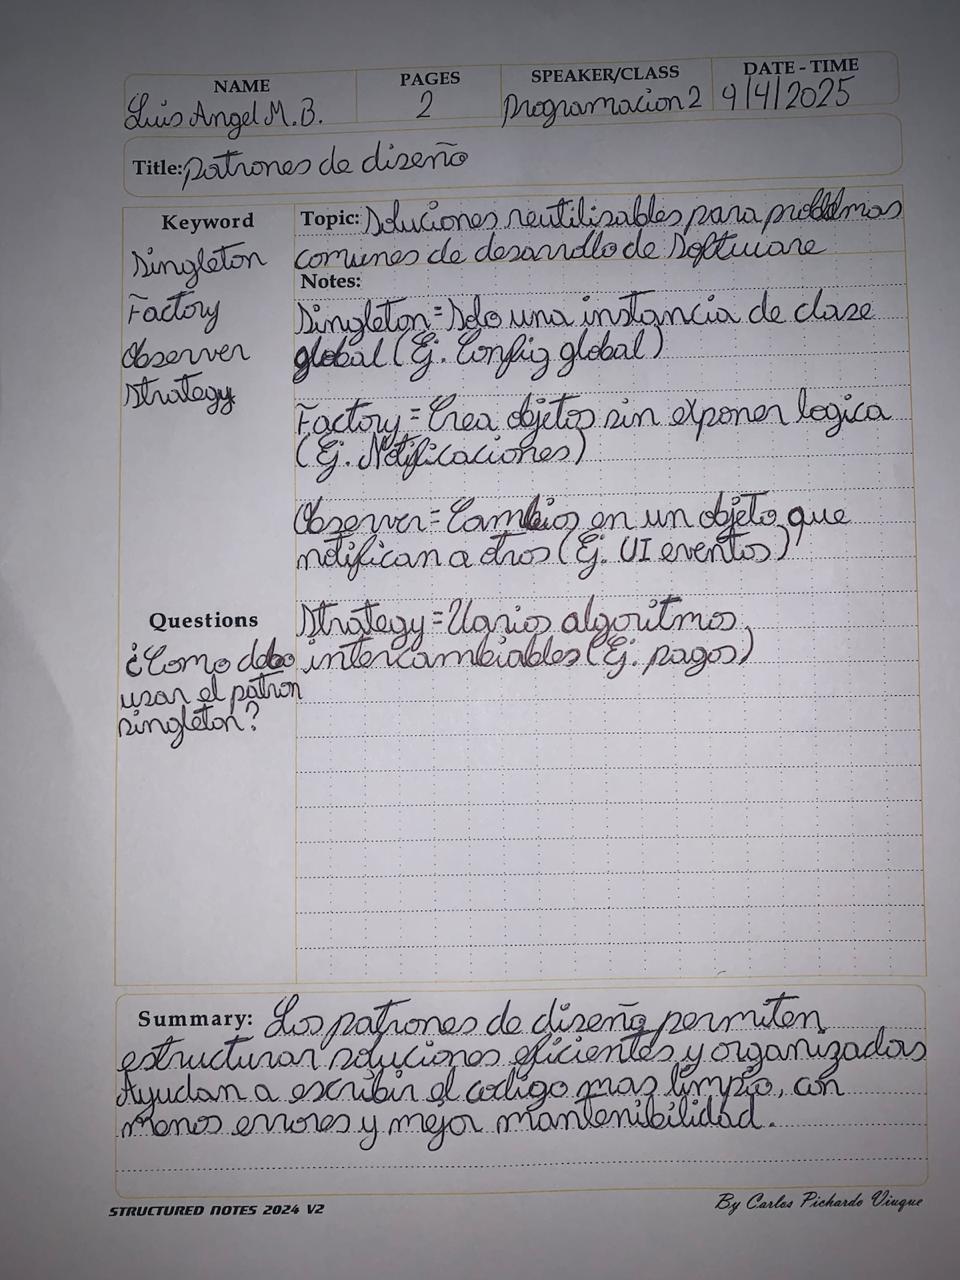 NAME PAGES SPEAKER/CLASS DATE - TIME
Luis Angel M.B. 2 Programacion 2 9/4/2025
Title: patrones de diseño
Keyword
Singleton
Factory
Observer
Strategy
Topic: Soluciones reutilisables para problemas
comunes de desarrollo de Software
Notes:
Singleton = Solo una instancia de clase
global (Ej. Config global)
Factory = Crea objetos sin exponer logica
(Ej. Notificaciones)
Observer = Cambios en un objeto que
notifican a otros (Ej. UI eventos)
Strategy = Varios algoritmos
intercambiables (Ej. pagos)
Questions
¿Como debo
usar el patron
singleton?
Summary: Los patrones de diseño permiten
estructurar soluciones eficientes y organizadas
Ayudan a escribir el codigo mas limpio, con
menos errores y mejor mantenibilidad.
STRUCTURED NOTES 2024 V2
By Carlos Pichardo Viuque